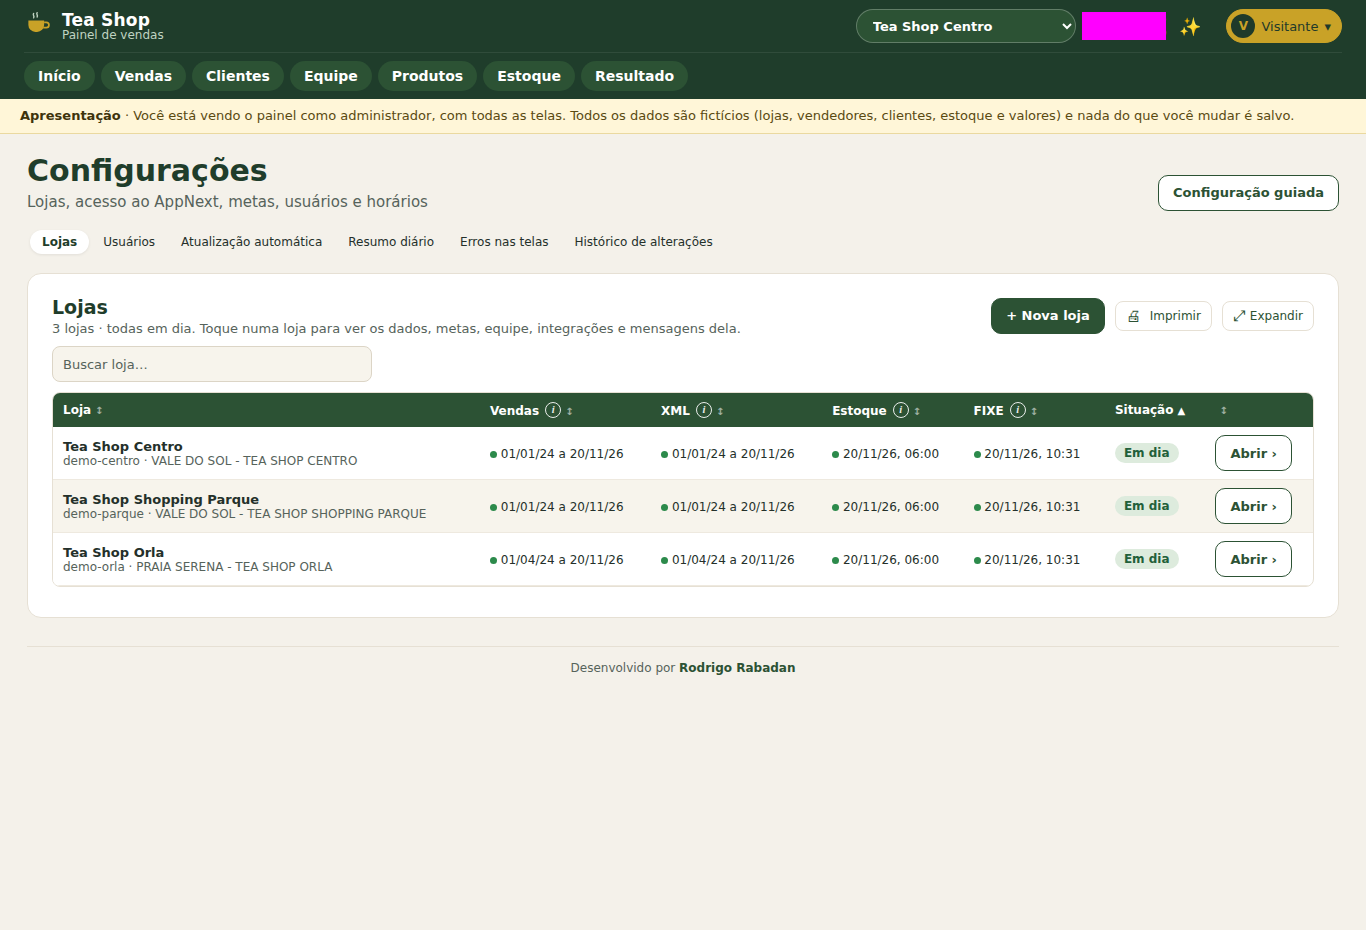 Tea Shop
Painel de vendas
Tea Shop Centro
V Visitante ▾
Início Vendas Clientes Equipe Produtos Estoque Resultado
Apresentação · Você está vendo o painel como administrador, com todas as telas. Todos os dados são fictícios (lojas, vendedores, clientes, estoque e valores) e nada do que você mudar é salvo.
Configurações
Lojas, acesso ao AppNext, metas, usuários e horários
Configuração guiada
Lojas Usuários Atualização automática Resumo diário Erros nas telas Histórico de alterações
Lojas
3 lojas · todas em dia. Toque numa loja para ver os dados, metas, equipe, integrações e mensagens dela.
+ Nova loja Imprimir Expandir
Buscar loja...
Loja ↕ Vendas i ↕ XML i ↕ Estoque i ↕ FIXE i ↕ Situação ▲ ↕
Tea Shop Centro
demo-centro · VALE DO SOL - TEA SHOP CENTRO
01/01/24 a 20/11/26 01/01/24 a 20/11/26 20/11/26, 06:00 20/11/26, 10:31 Em dia Abrir ›
Tea Shop Shopping Parque
demo-parque · VALE DO SOL - TEA SHOP SHOPPING PARQUE
01/01/24 a 20/11/26 01/01/24 a 20/11/26 20/11/26, 06:00 20/11/26, 10:31 Em dia Abrir ›
Tea Shop Orla
demo-orla · PRAIA SERENA - TEA SHOP ORLA
01/04/24 a 20/11/26 01/04/24 a 20/11/26 20/11/26, 06:00 20/11/26, 10:31 Em dia Abrir ›
Desenvolvido por Rodrigo Rabadan